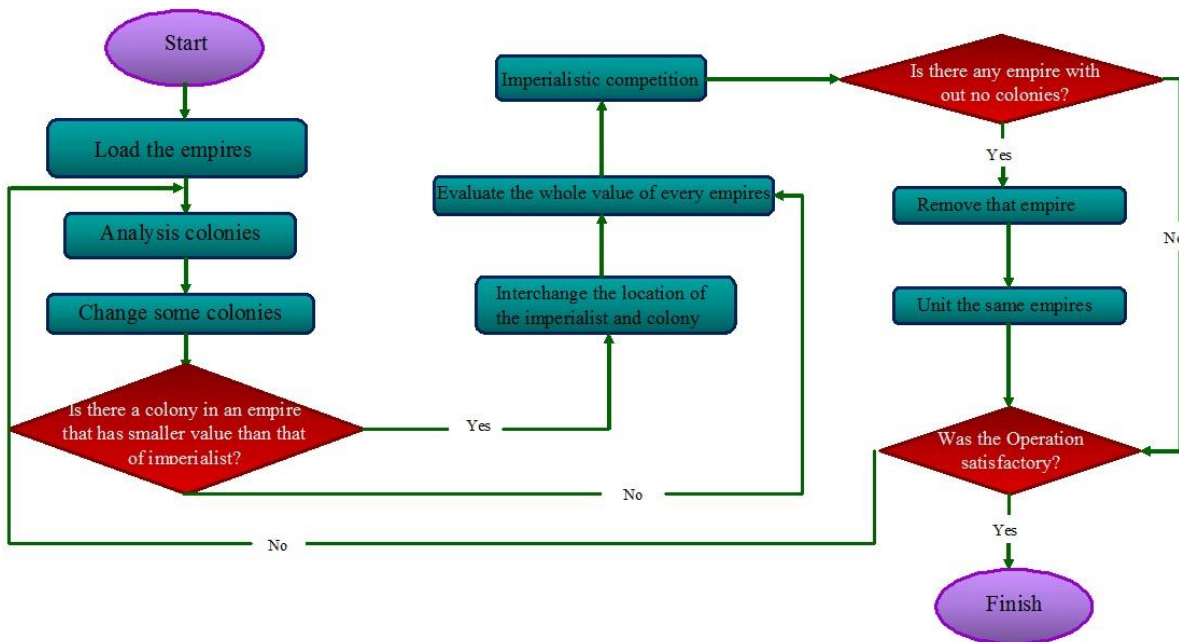 Start
Load the empires
Analysis colonies
Change some colonies
Is there a colony in an empire
that has smaller value than that
of imperialist?
Yes
No
Interchange the location of
the imperialist and colony
Evaluate the whole value of every empires
Imperialistic competition
Is there any empire with
out no colonies?
Yes
No
Remove that empire
Unit the same empires
Was the Operation
satisfactory?
No
Yes
Finish